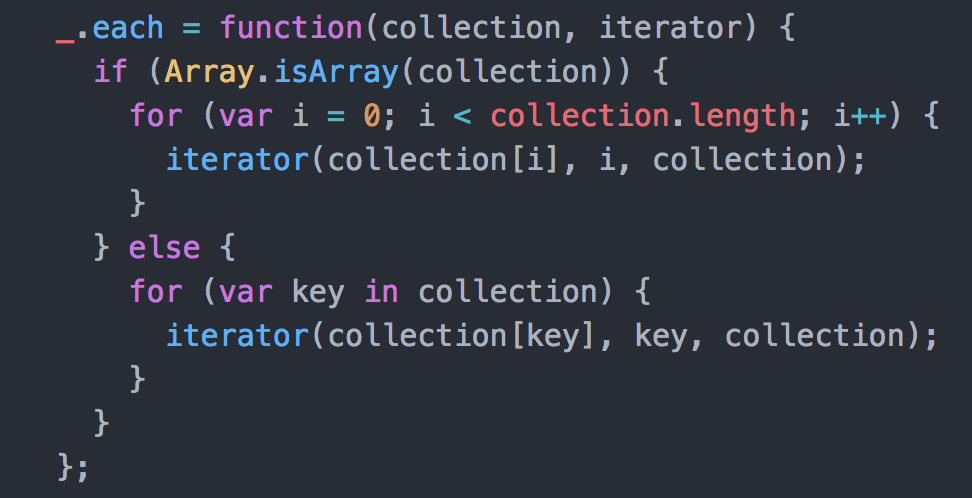 _.each = function(collection, iterator) {
  if (Array.isArray(collection)) {
    for (var i = 0; i < collection.length; i++) {
      iterator(collection[i], i, collection);
    }
  } else {
    for (var key in collection) {
      iterator(collection[key], key, collection);
    }
  }
};